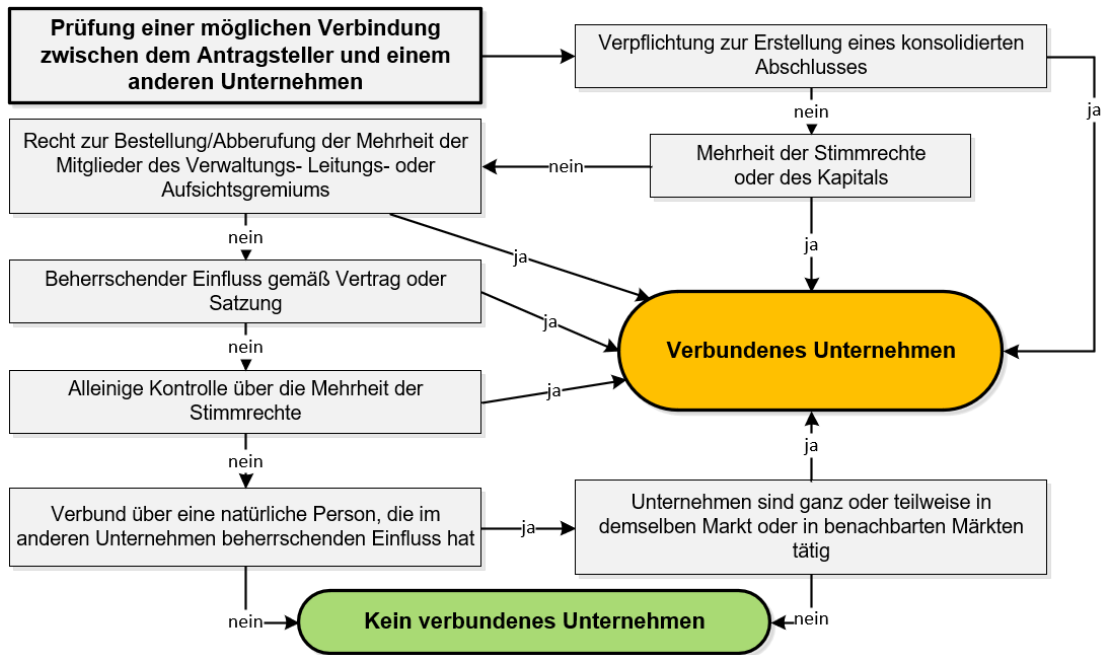 Prüfung einer möglichen Verbindung
zwischen dem Antragsteller und einem
anderen Unternehmen
Verpflichtung zur Erstellung eines konsolidierten
Abschlusses
ja
nein
Mehrheit der Stimmrechte
oder des Kapitals
nein
ja
Recht zur Bestellung/Abberufung der Mehrheit der
Mitglieder des Verwaltungs- Leitungs- oder
Aufsichtsgremiums
nein
ja
Beherrschender Einfluss gemäß Vertrag oder
Satzung
ja
nein
Verbundenes Unternehmen
Alleinige Kontrolle über die Mehrheit der
Stimmrechte
ja
nein
Verbund über eine natürliche Person, die im
anderen Unternehmen beherrschenden Einfluss hat
ja
nein
Unternehmen sind ganz oder teilweise in
demselben Markt oder in benachbarten Märkten
tätig
ja
nein
Kein verbundenes Unternehmen